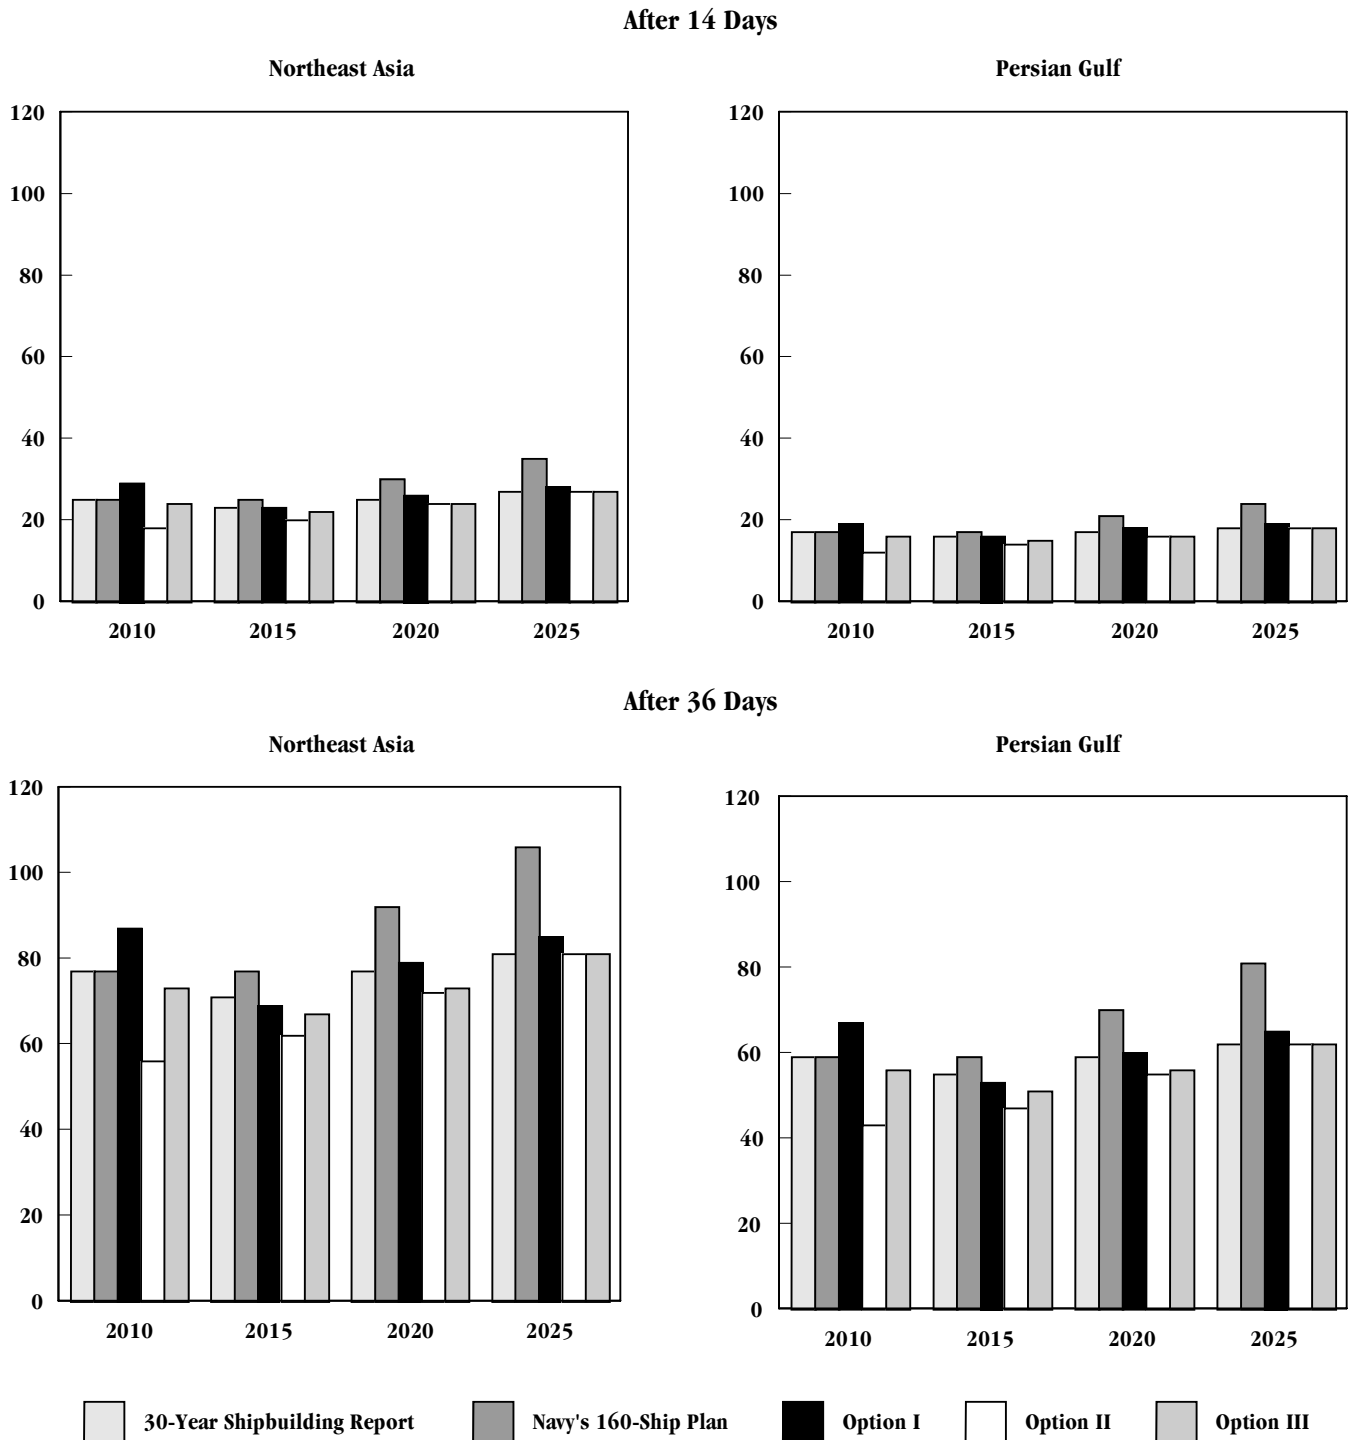 After 14 Days
Northeast Asia
120
100
80
60
40
20
0
2010 2015 2020 2025
Persian Gulf
120
100
80
60
40
20
0
2010 2015 2020 2025
After 36 Days
Northeast Asia
120
100
80
60
40
20
0
2010 2015 2020 2025
Persian Gulf
120
100
80
60
40
20
0
2010 2015 2020 2025
30-Year Shipbuilding Report Navy's 160-Ship Plan Option I Option II Option III